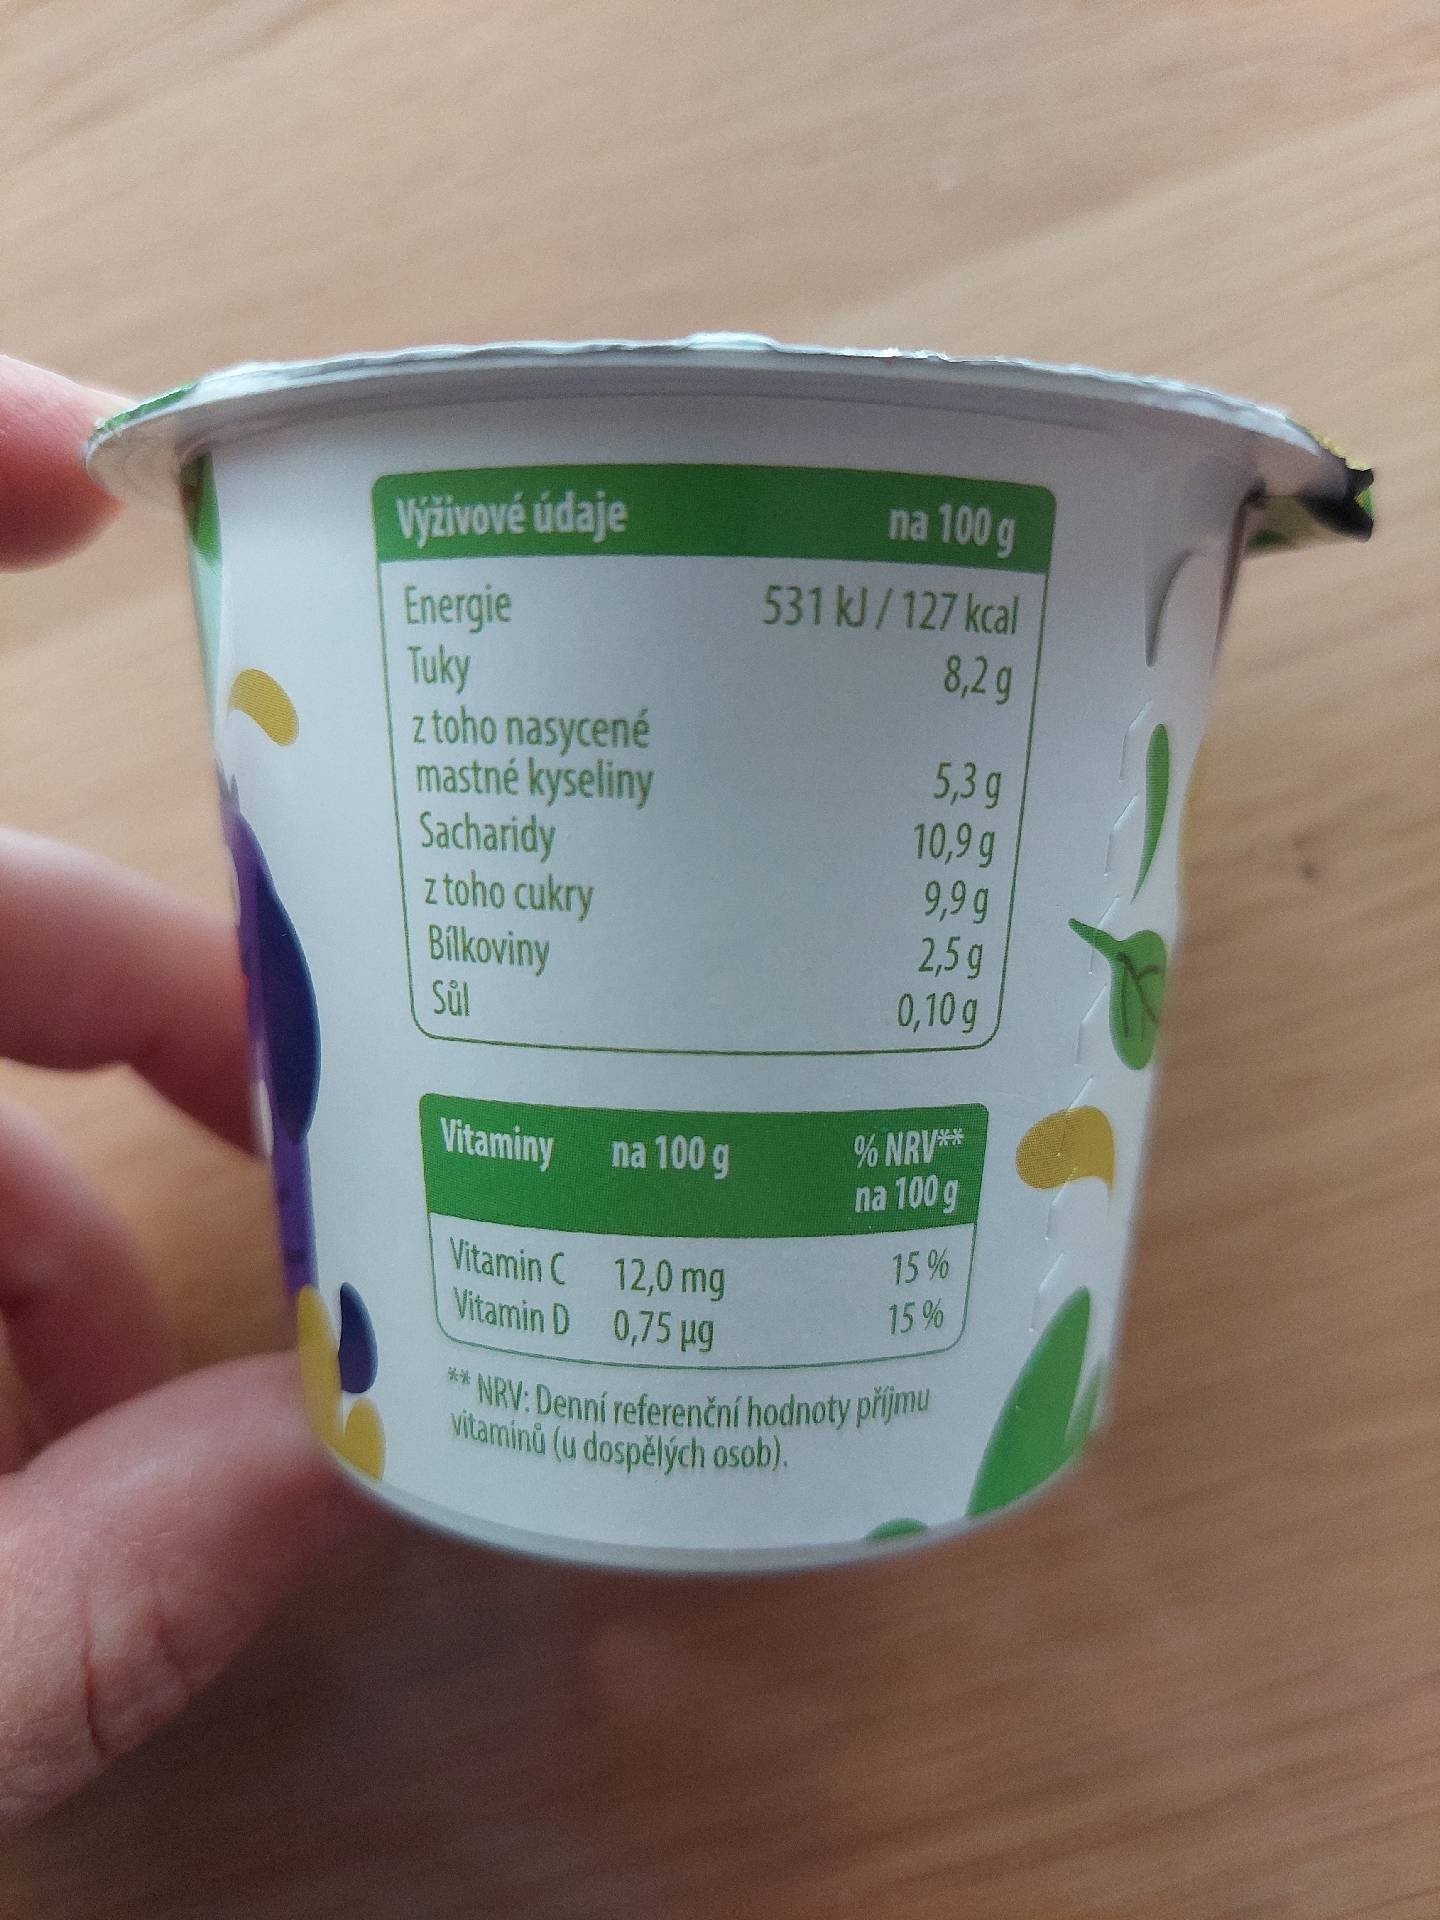 Výživové údaje na 100 g
Energie 531 kJ / 127 kcal
Tuky 8,2 g
z toho nasycené
mastné kyseliny 5,3 g
Sacharidy 10,9 g
z toho cukry 9,9 g
Bílkoviny 2,5 g
Sůl 0,10 g
Vitaminy na 100 g % NRV**
na 100 g
Vitamin C 12,0 mg 15 %
Vitamin D 0,75 µg 15 %
** NRV: Denní referenční hodnoty příjmu
vitaminů (u dospělých osob).